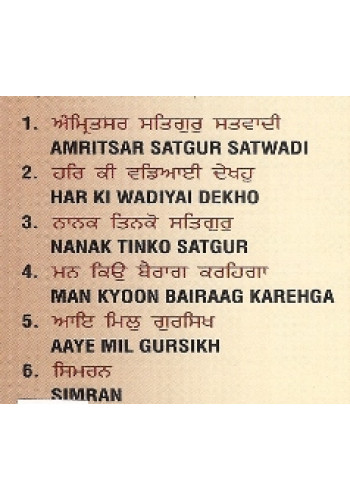 1. ਅੰਮ੍ਰਿਤਸਰ ਸਤਿਗੁਰੁ ਸਤਵਾਦੀ
AMRITSAR SATGUR SATWADI
2. ਹਰਿ ਕੀ ਵਡਿਆਈ ਦੇਖਹੁ
HAR KI WADIYAI DEKHO
3. ਨਾਨਕ ਤਿਨਕੋ ਸਤਿਗੁਰੁ
NANAK TINKO SATGUR
4. ਮਨ ਕਿਉ ਬੈਰਾਗ ਕਰਹਿਗਾ
MAN KYOON BAIRAAG KAREHGA
5. ਆਇ ਮਿਲੁ ਗੁਰਸਿਖ
AAYE MIL GURSIKH
6. ਸਿਮਰਨ
SIMRAN